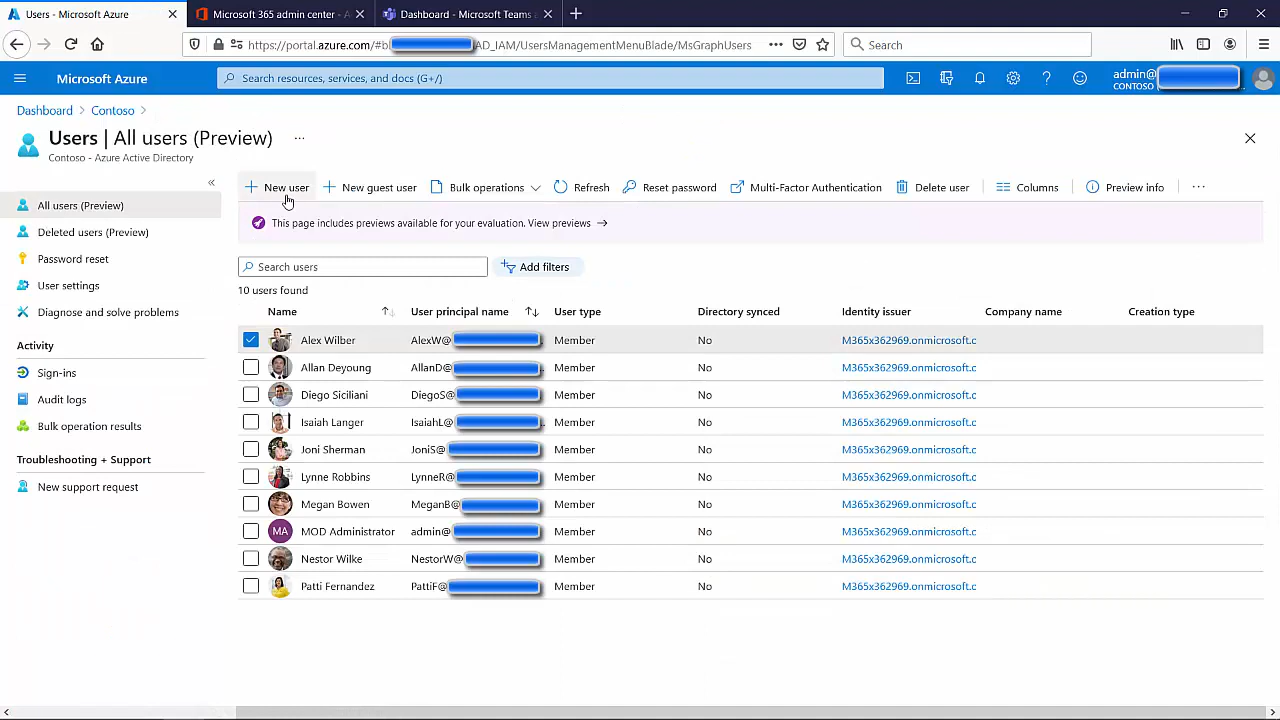 Users - Microsoft Azure
Microsoft 365 admin center - A
Dashboard - Microsoft Teams a
https://portal.azure.com/#b AD_IAM/UsersManagementMenuBlade/MsGraphUsers
Search
Microsoft Azure
Search resources, services, and docs (G+/)
admin@
CONTOSO
Dashboard > Contoso >
Users | All users (Preview) ...
Contoso - Azure Active Directory
«
All users (Preview)
Deleted users (Preview)
Password reset
User settings
Diagnose and solve problems
Activity
Sign-ins
Audit logs
Bulk operation results
Troubleshooting + Support
New support request
+ New user + New guest user Bulk operations Refresh Reset password Multi-Factor Authentication Delete user Columns Preview info ...
This page includes previews available for your evaluation. View previews →
Search users
Add filters
10 users found
Name User principal name User type Directory synced Identity issuer Company name Creation type
Alex Wilber AlexW@ Member No M365x362969.onmicrosoft.c
Allan Deyoung AllanD@ Member No M365x362969.onmicrosoft.c
Diego Siciliani DiegoS@ Member No M365x362969.onmicrosoft.c
Isaiah Langer IsaiahL@ Member No M365x362969.onmicrosoft.c
Joni Sherman JoniS@ Member No M365x362969.onmicrosoft.c
Lynne Robbins LynneR@ Member No M365x362969.onmicrosoft.c
Megan Bowen MeganB@ Member No M365x362969.onmicrosoft.c
MA MOD Administrator admin@ Member No M365x362969.onmicrosoft.c
Nestor Wilke NestorW@ Member No M365x362969.onmicrosoft.c
Patti Fernandez PattiF@ Member No M365x362969.onmicrosoft.c